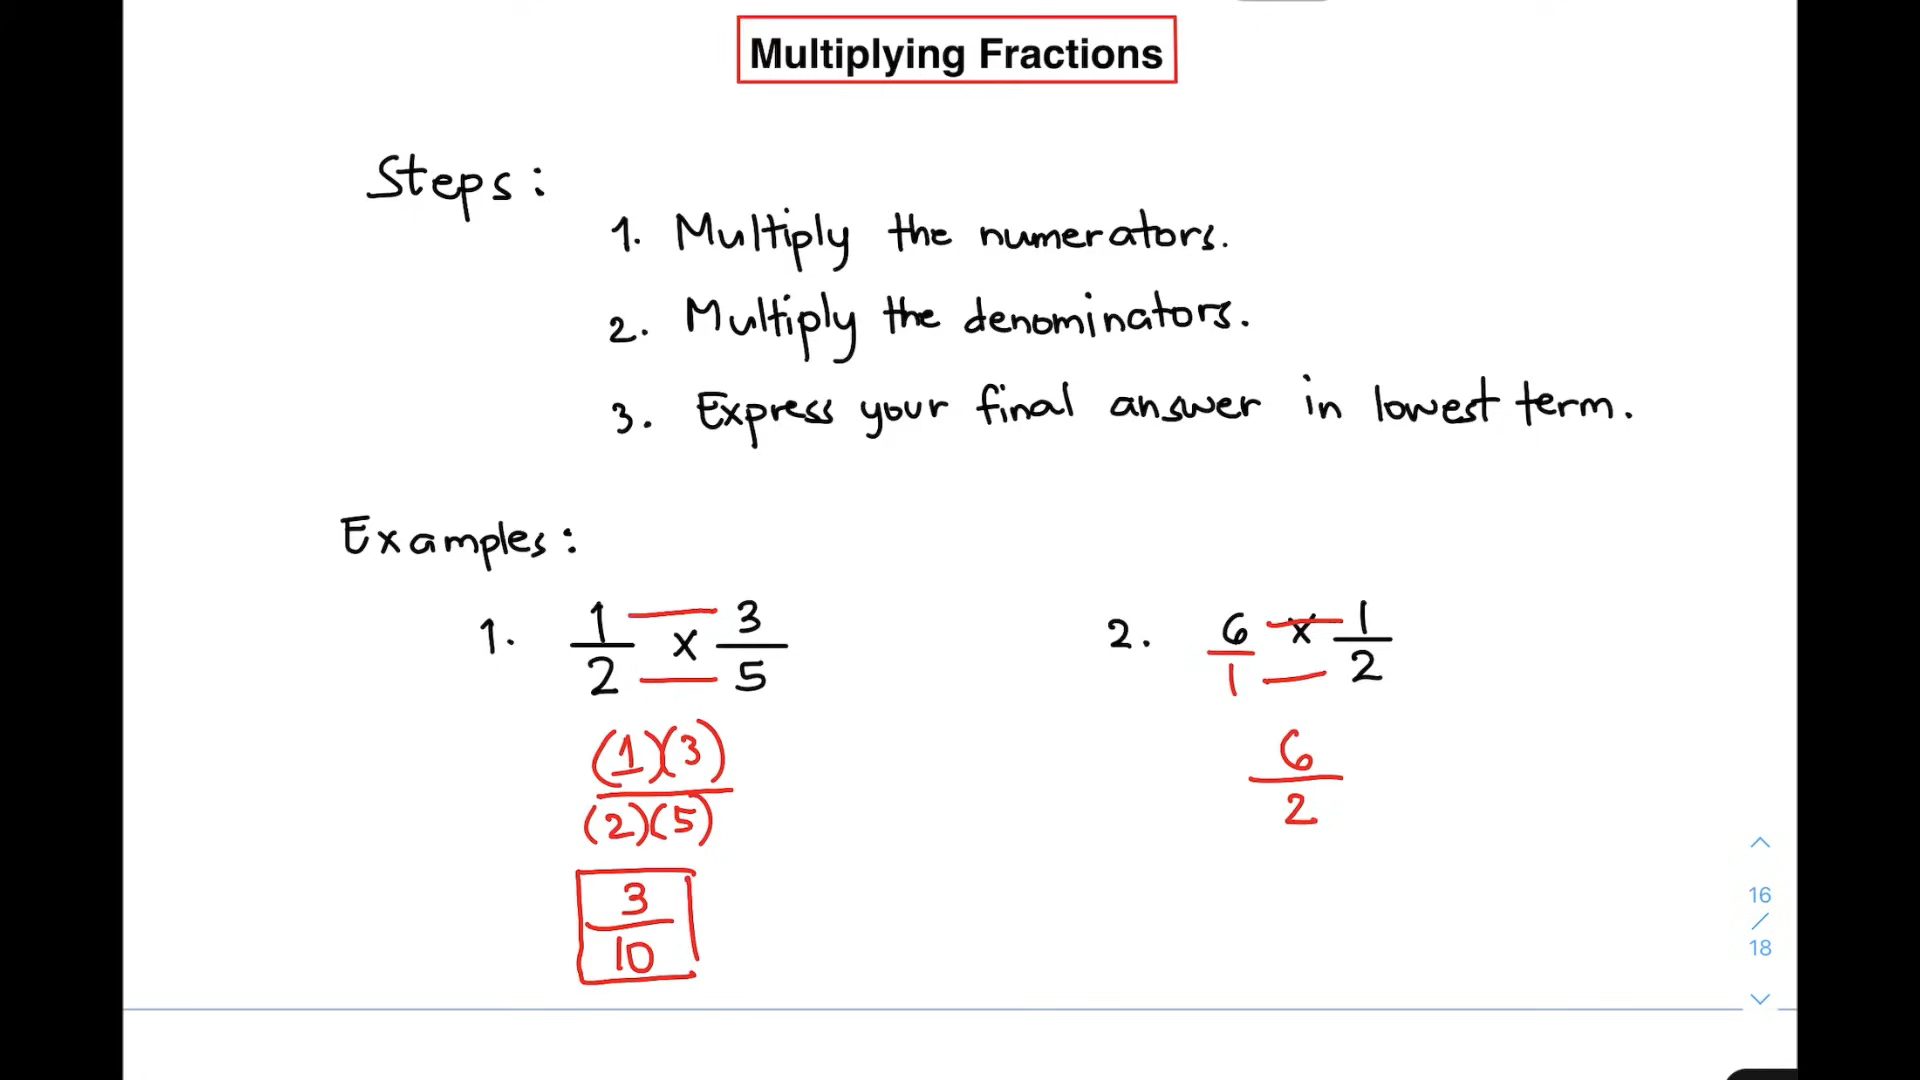 Multiplying Fractions
Steps:
1. Multiply the numerators.
2. Multiply the denominators.
3. Express your final answer in lowest term.
Examples:
1. 1/2 x 3/5
(1)(3)/(2)(5)
3/10
2. 6/1 x 1/2
6/2
16
/
18